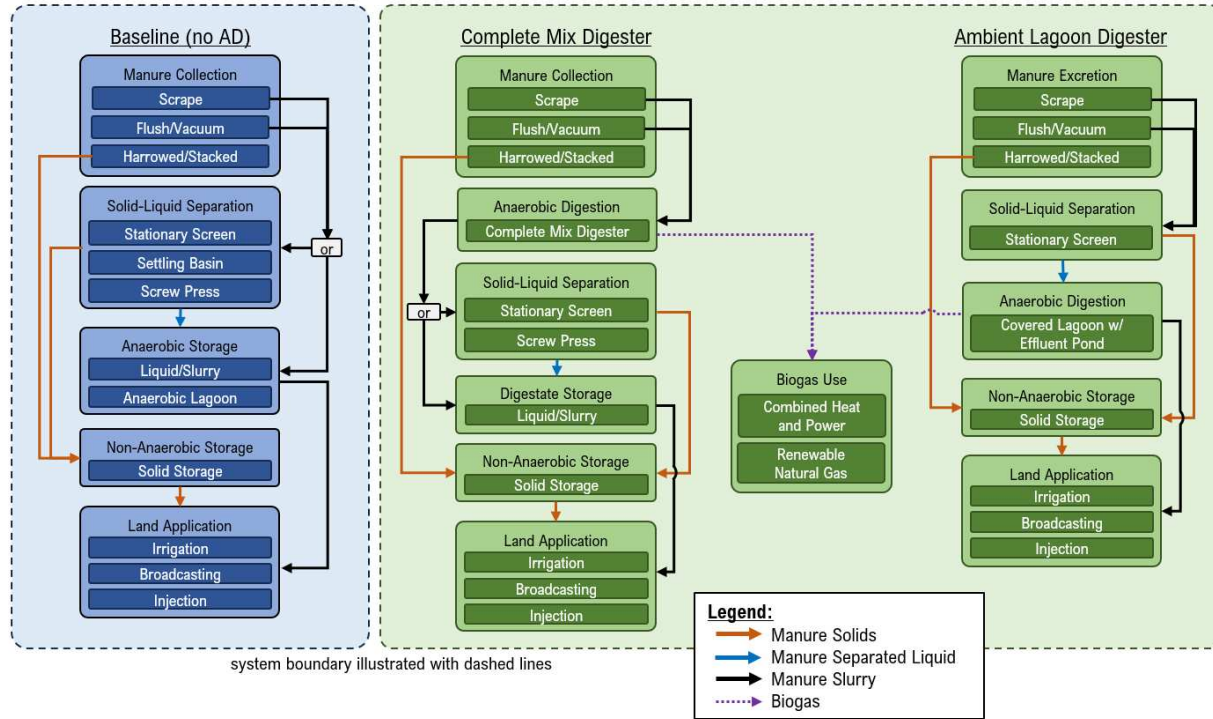 Baseline (no AD)
Manure Collection
Scrape
Flush/Vacuum
Harrowed/Stacked
Solid-Liquid Separation
Stationary Screen
Settling Basin
Screw Press
or
Anaerobic Storage
Liquid/Slurry
Anaerobic Lagoon
Non-Anaerobic Storage
Solid Storage
Land Application
Irrigation
Broadcasting
Injection
Complete Mix Digester
Manure Collection
Scrape
Flush/Vacuum
Harrowed/Stacked
Anaerobic Digestion
Complete Mix Digester
or
Solid-Liquid Separation
Stationary Screen
Screw Press
Digestate Storage
Liquid/Slurry
Non-Anaerobic Storage
Solid Storage
Land Application
Irrigation
Broadcasting
Injection
Biogas Use
Combined Heat
and Power
Renewable
Natural Gas
Ambient Lagoon Digester
Manure Excretion
Scrape
Flush/Vacuum
Harrowed/Stacked
Solid-Liquid Separation
Stationary Screen
Anaerobic Digestion
Covered Lagoon w/
Effluent Pond
Non-Anaerobic Storage
Solid Storage
Land Application
Irrigation
Broadcasting
Injection
system boundary illustrated with dashed lines
Legend:
Manure Solids
Manure Separated Liquid
Manure Slurry
Biogas